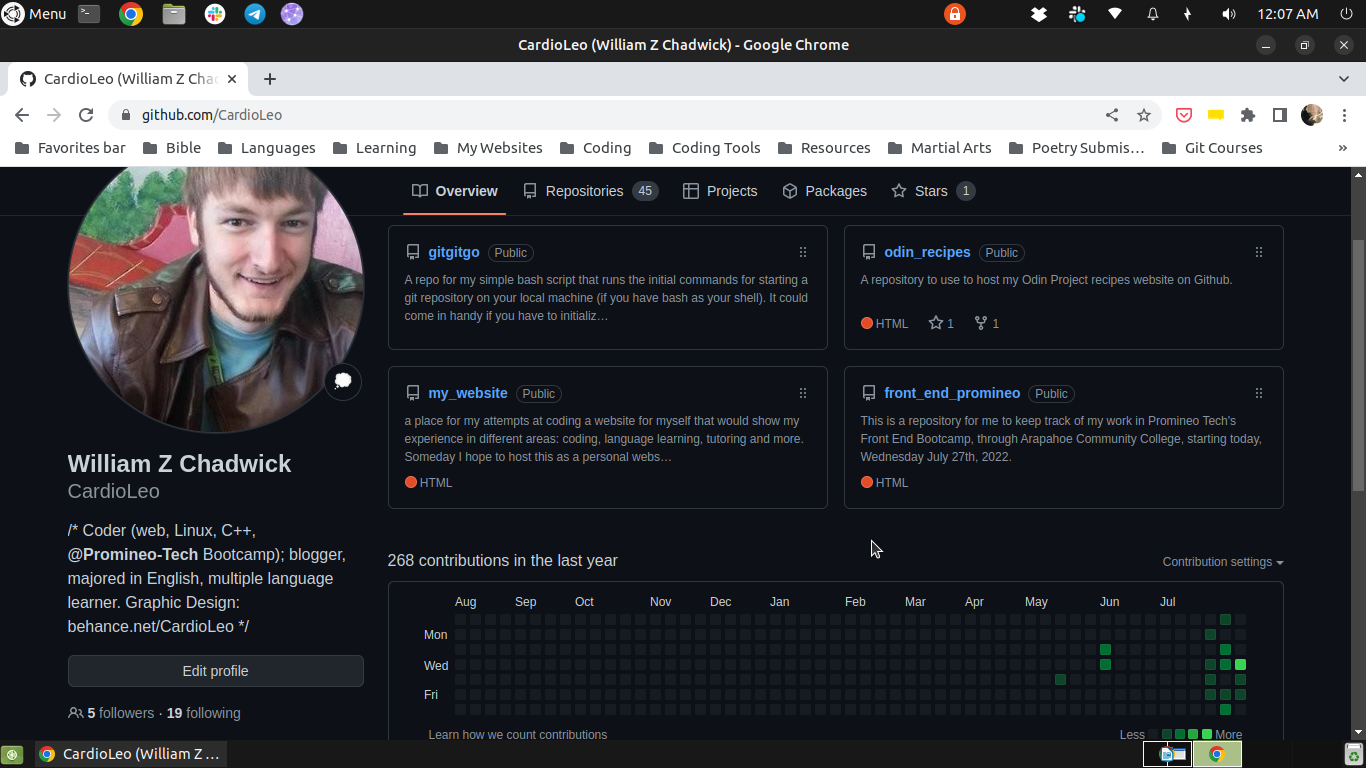 Menu
12:07 AM
CardioLeo (William Z Chadwick) - Google Chrome
CardioLeo (William Z Chad
github.com/CardioLeo
Favorites bar Bible Languages Learning My Websites Coding Coding Tools Resources Martial Arts Poetry Submis… Git Courses »
Overview Repositories 45 Projects Packages Stars 1
gitgitgo Public
A repo for my simple bash script that runs the initial commands for starting a
git repository on your local machine (if you have bash as your shell). It could
come in handy if you have to initializ…
odin_recipes Public
A repository to use to host my Odin Project recipes website on Github.
HTML 1 1
my_website Public
a place for my attempts at coding a website for myself that would show my
experience in different areas: coding, language learning, tutoring and more.
Someday I hope to host this as a personal webs…
HTML
front_end_promineo Public
This is a repository for me to keep track of my work in Promineo Tech's
Front End Bootcamp, through Arapahoe Community College, starting today,
Wednesday July 27th, 2022.
HTML
William Z Chadwick
CardioLeo
/* Coder (web, Linux, C++,
@Promineo-Tech Bootcamp); blogger,
majored in English, multiple language
learner. Graphic Design:
behance.net/CardioLeo */
Edit profile
5 followers · 19 following
268 contributions in the last year
Contribution settings
Aug Sep Oct Nov Dec Jan Feb Mar Apr May Jun Jul
Mon
Wed
Fri
Learn how we count contributions
Less More
CardioLeo (William Z …